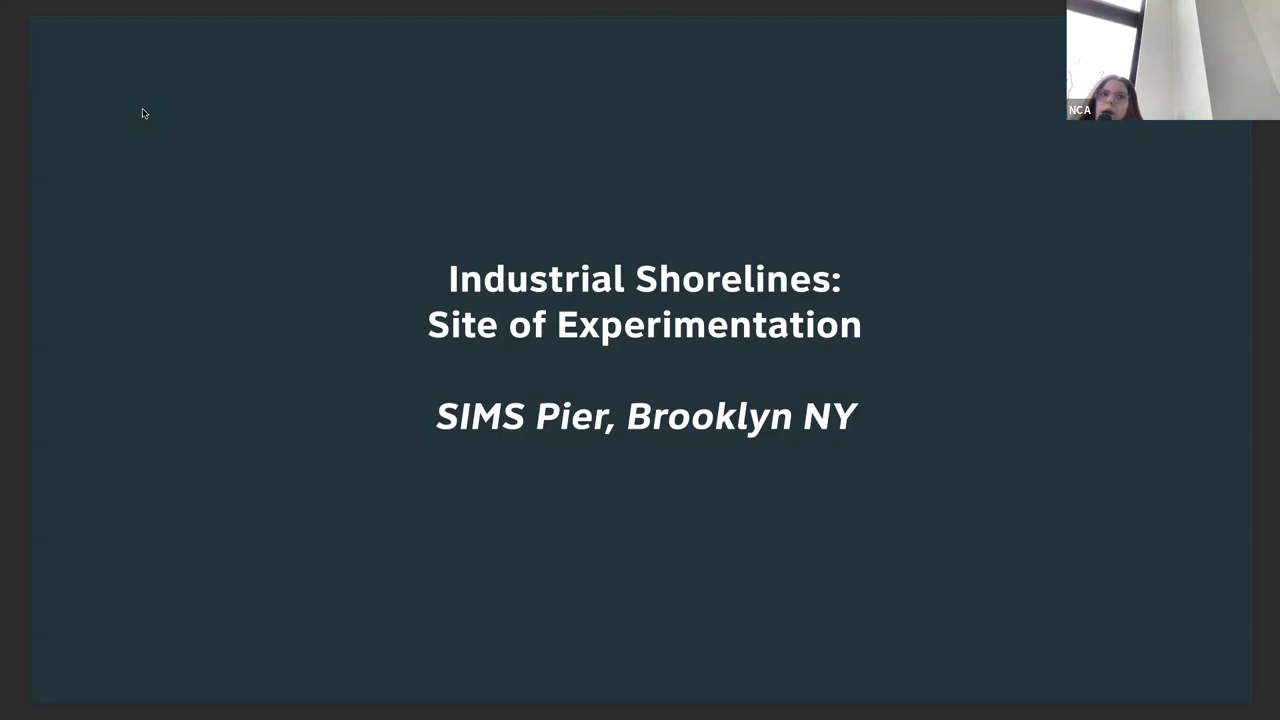 NCA
Industrial Shorelines:
Site of Experimentation
SIMS Pier, Brooklyn NY